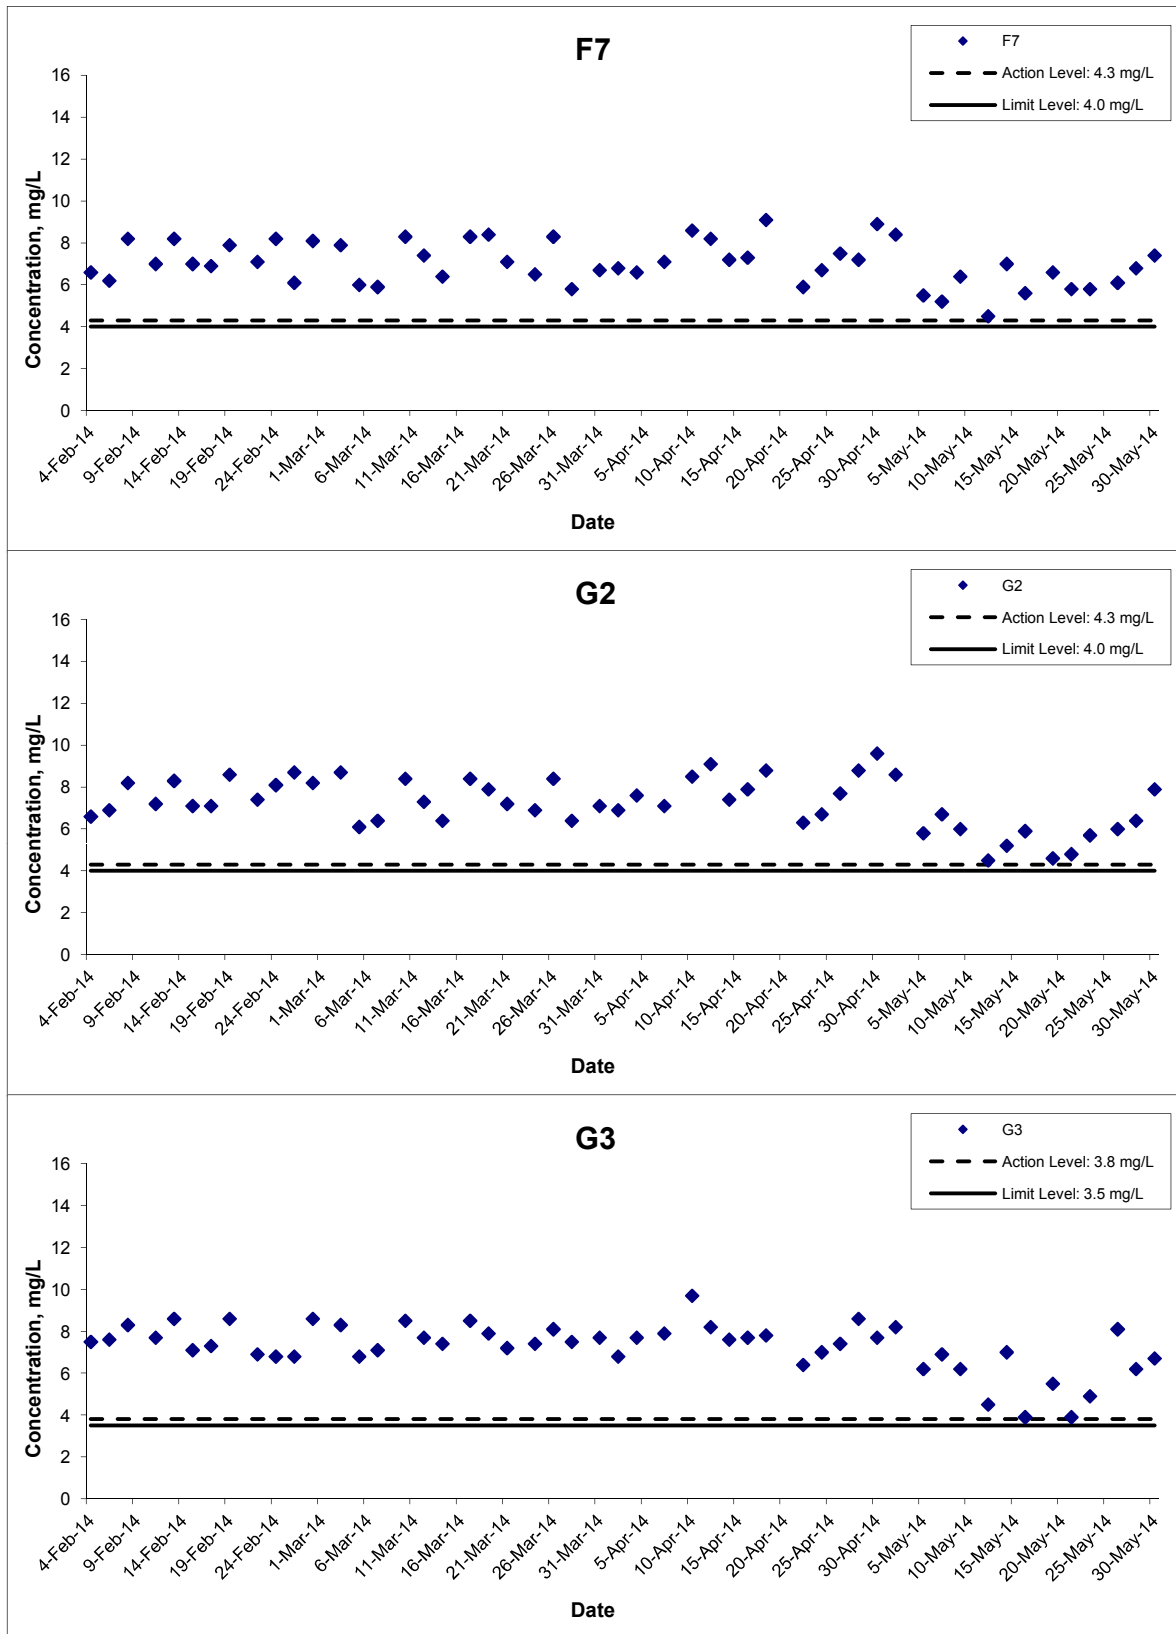 F7
F7
Action Level: 4.3 mg/L
Limit Level: 4.0 mg/L
Concentration, mg/L
16
14
12
10
8
6
4
2
0
4-Feb-14
9-Feb-14
14-Feb-14
19-Feb-14
24-Feb-14
1-Mar-14
6-Mar-14
11-Mar-14
16-Mar-14
21-Mar-14
26-Mar-14
31-Mar-14
5-Apr-14
10-Apr-14
15-Apr-14
20-Apr-14
25-Apr-14
30-Apr-14
5-May-14
10-May-14
15-May-14
20-May-14
25-May-14
30-May-14
Date
G2
G2
Action Level: 4.3 mg/L
Limit Level: 4.0 mg/L
Concentration, mg/L
16
14
12
10
8
6
4
2
0
4-Feb-14
9-Feb-14
14-Feb-14
19-Feb-14
24-Feb-14
1-Mar-14
6-Mar-14
11-Mar-14
16-Mar-14
21-Mar-14
26-Mar-14
31-Mar-14
5-Apr-14
10-Apr-14
15-Apr-14
20-Apr-14
25-Apr-14
30-Apr-14
5-May-14
10-May-14
15-May-14
20-May-14
25-May-14
30-May-14
Date
G3
G3
Action Level: 3.8 mg/L
Limit Level: 3.5 mg/L
Concentration, mg/L
16
14
12
10
8
6
4
2
0
4-Feb-14
9-Feb-14
14-Feb-14
19-Feb-14
24-Feb-14
1-Mar-14
6-Mar-14
11-Mar-14
16-Mar-14
21-Mar-14
26-Mar-14
31-Mar-14
5-Apr-14
10-Apr-14
15-Apr-14
20-Apr-14
25-Apr-14
30-Apr-14
5-May-14
10-May-14
15-May-14
20-May-14
25-May-14
30-May-14
Date